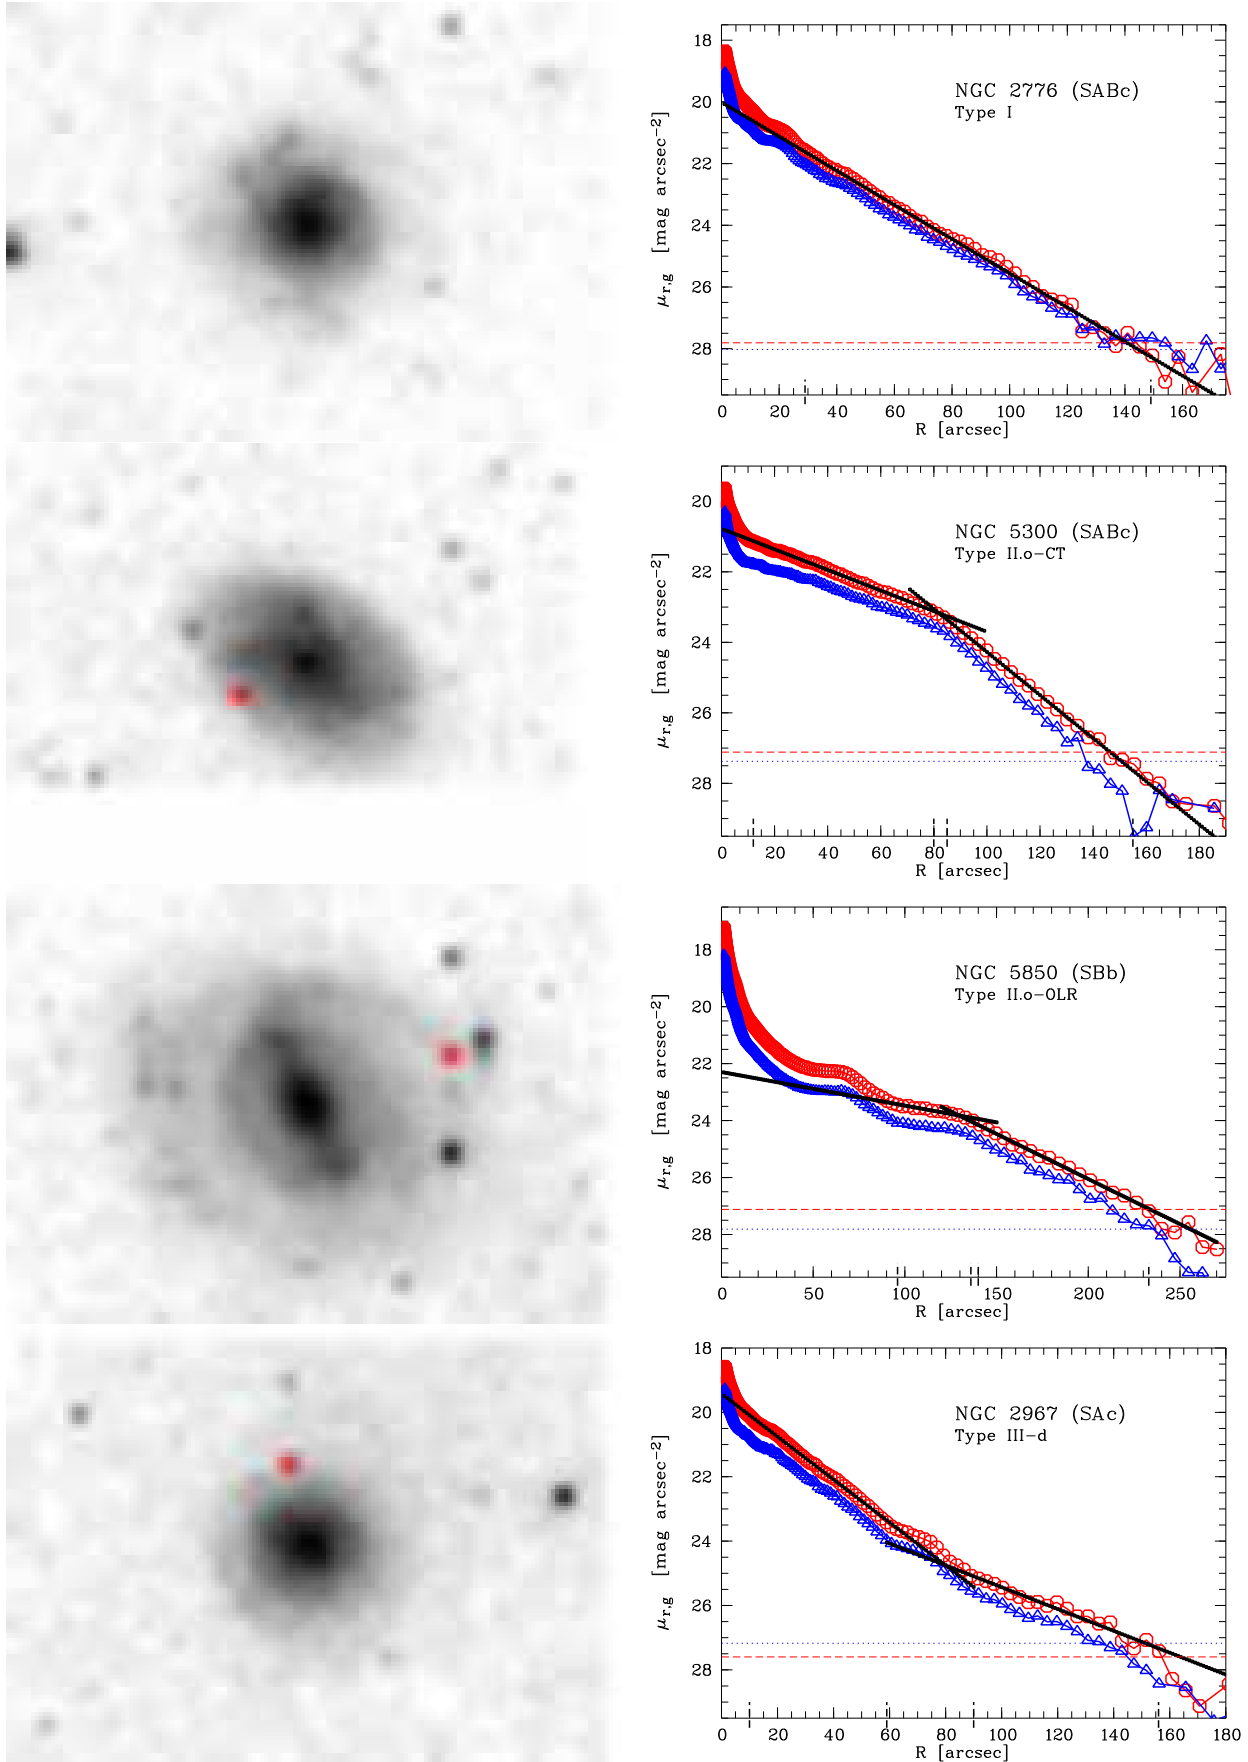 18
20
22
24
26
28
μr,g [mag arcsec−2]
NGC 2776 (SABc)
Type I
0 20 40 60 80 100 120 140 160
R [arcsec]
20
22
24
26
28
μr,g [mag arcsec−2]
NGC 5300 (SABc)
Type II.o−CT
0 20 40 60 80 100 120 140 160 180
R [arcsec]
18
20
22
24
26
28
μr,g [mag arcsec−2]
NGC 5850 (SBb)
Type II.o−OLR
0 50 100 150 200 250
R [arcsec]
18
20
22
24
26
28
μr,g [mag arcsec−2]
NGC 2967 (SAc)
Type III−d
0 20 40 60 80 100 120 140 160 180
R [arcsec]